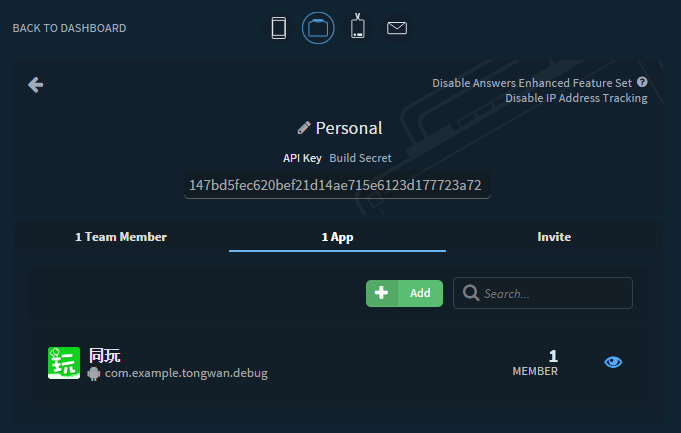 BACK TO DASHBOARD
Disable Answers Enhanced Feature Set ?
Disable IP Address Tracking
Personal
API Key Build Secret
147bd5fec620bef21d14ae715e6123d177723a72
1 Team Member
1 App
Invite
Add
Search...
玩
同玩
com.example.tongwan.debug
1
MEMBER